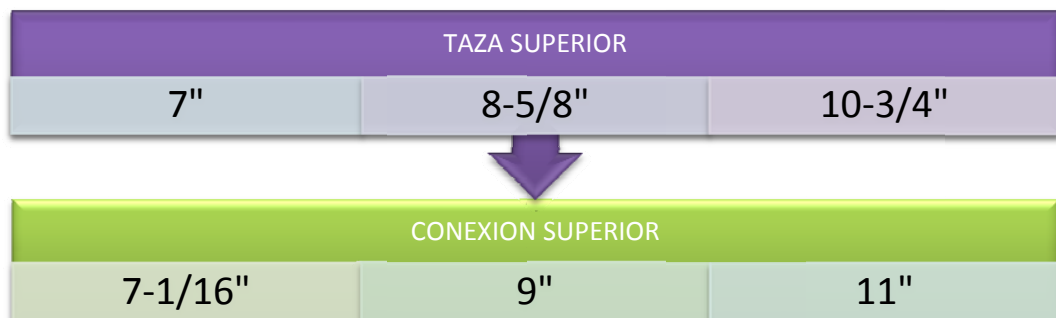 TAZA SUPERIOR
7" 8-5/8" 10-3/4"
CONEXION SUPERIOR
7-1/16" 9" 11"